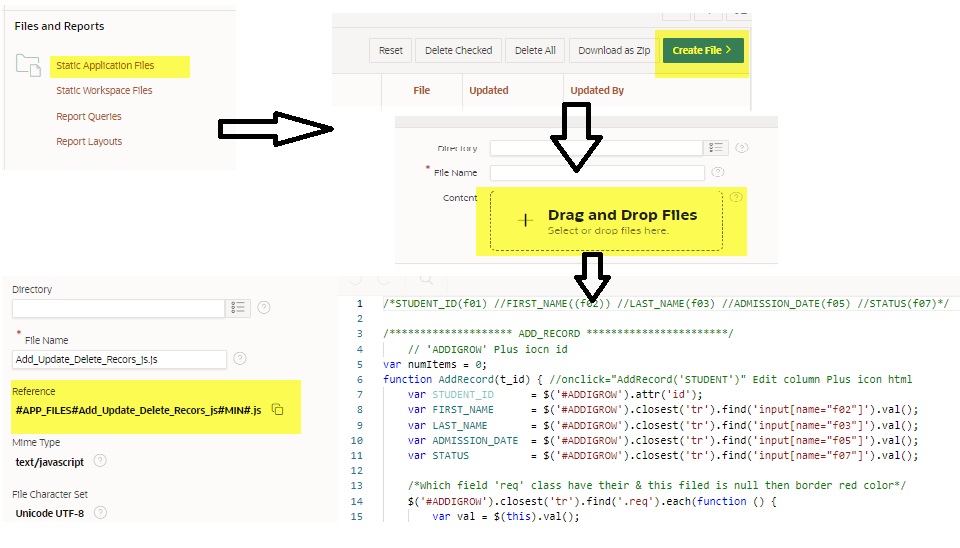 Files and Reports
Static Application Files
Static Workspace Files
Report Queries
Report Layouts
Reset
Delete Checked
Delete All
Download as Zip
Create File >
File
Updated
Updated By
Directory
* File Name
Content
+ Drag and Drop Files
Select or drop files here.
Directory
* File Name
Add_Update_Delete_Recors_js.js
Reference
#APP_FILES#Add_Update_Delete_Recors_js#MIN#.js
Mime Type
text/javascript
File Character Set
Unicode UTF-8
1 /*STUDENT_ID(f01) //FIRST_NAME((f02)) //LAST_NAME(f03) //ADMISSION_DATE(f05) //STATUS(f07)*/
2
3 /******************** ADD_RECORD ***********************/
4 // 'ADDIGROW' Plus iocn id
5 var numItems = 0;
6 function AddRecord(t_id) { //onclick="AddRecord('STUDENT')" Edit column Plus icon html
7 var STUDENT_ID = $('#ADDIGROW').attr('id');
8 var FIRST_NAME = $('#ADDIGROW').closest('tr').find('input[name="f02"]').val();
9 var LAST_NAME = $('#ADDIGROW').closest('tr').find('input[name="f03"]').val();
10 var ADMISSION_DATE = $('#ADDIGROW').closest('tr').find('input[name="f05"]').val();
11 var STATUS = $('#ADDIGROW').closest('tr').find('input[name="f07"]').val();
12
13 /*Which field 'req' class have their & this filed is null then border red color*/
14 $('#ADDIGROW').closest('tr').find('.req').each(function () {
15 var val = $(this).val();